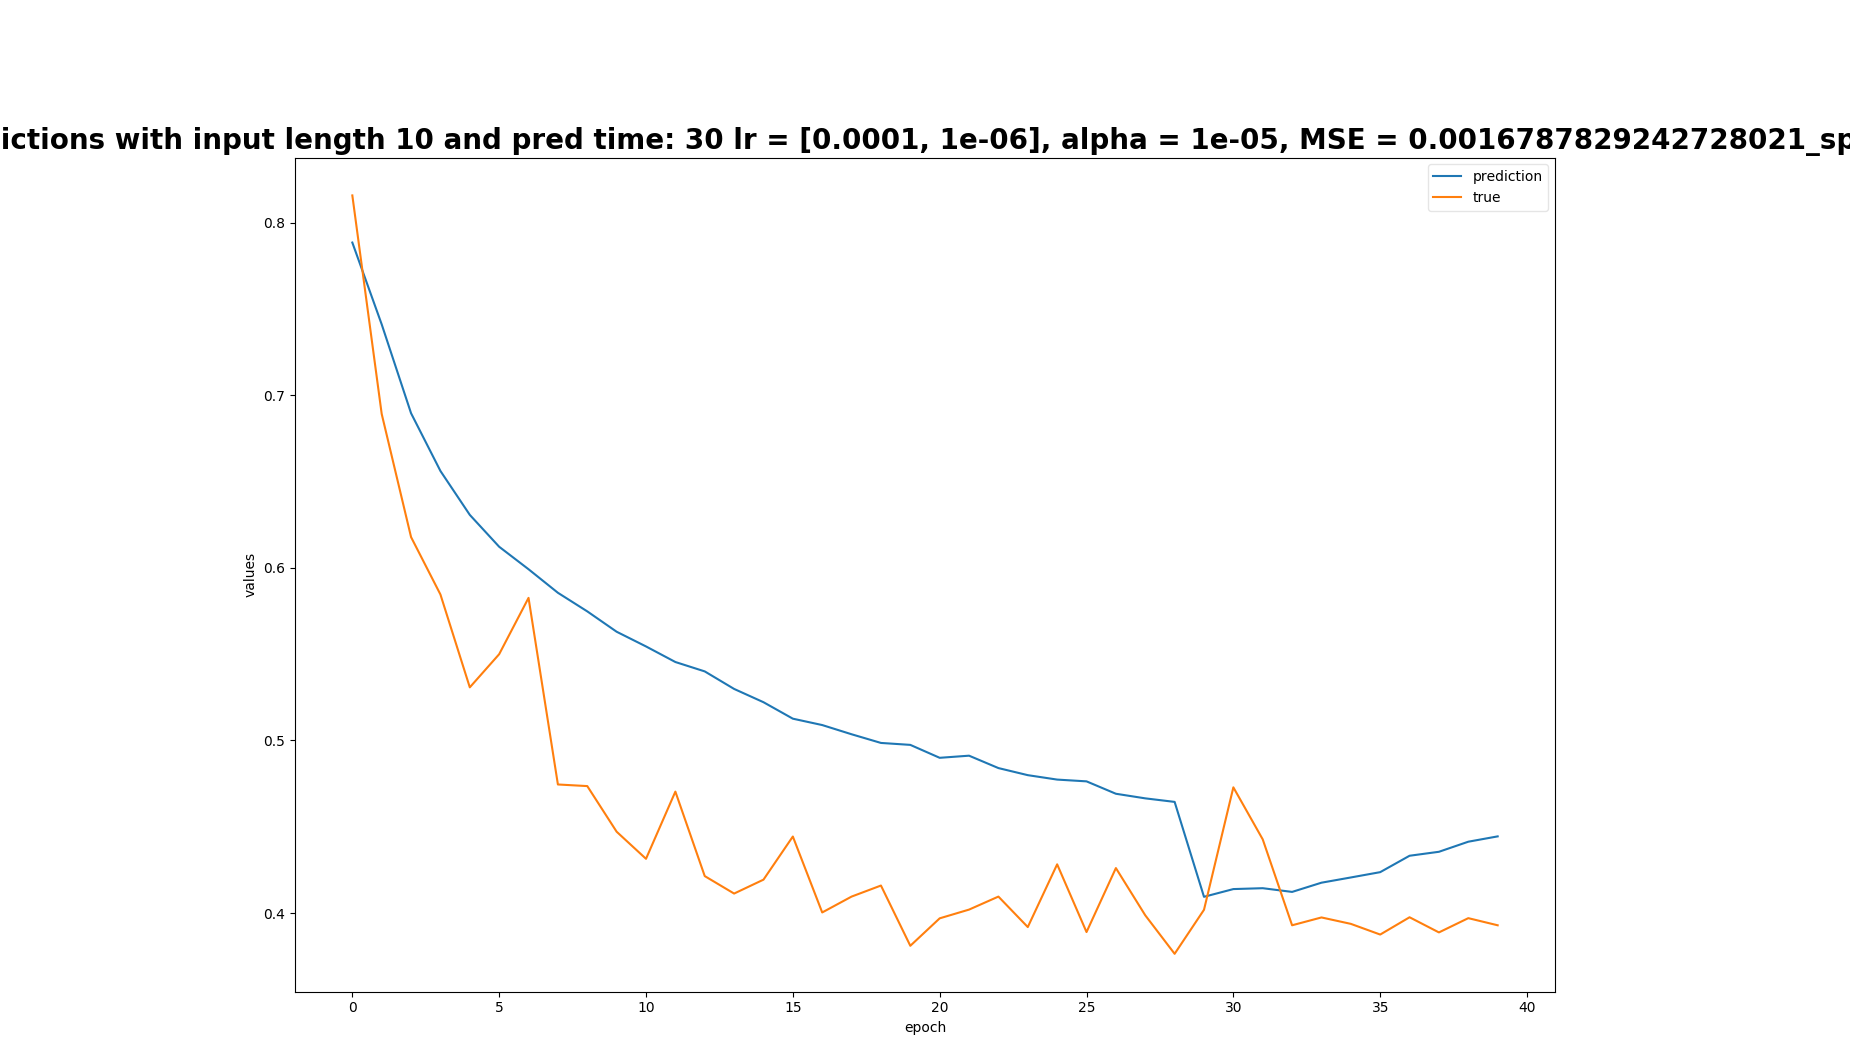 ictions with input length 10 and pred time: 30 lr = [0.0001, 1e-06], alpha = 1e-05, MSE = 0.0016787829242728021_sp
prediction
true
0.8
0.7
0.6
0.5
0.4
values
0 5 10 15 20 25 30 35 40
epoch